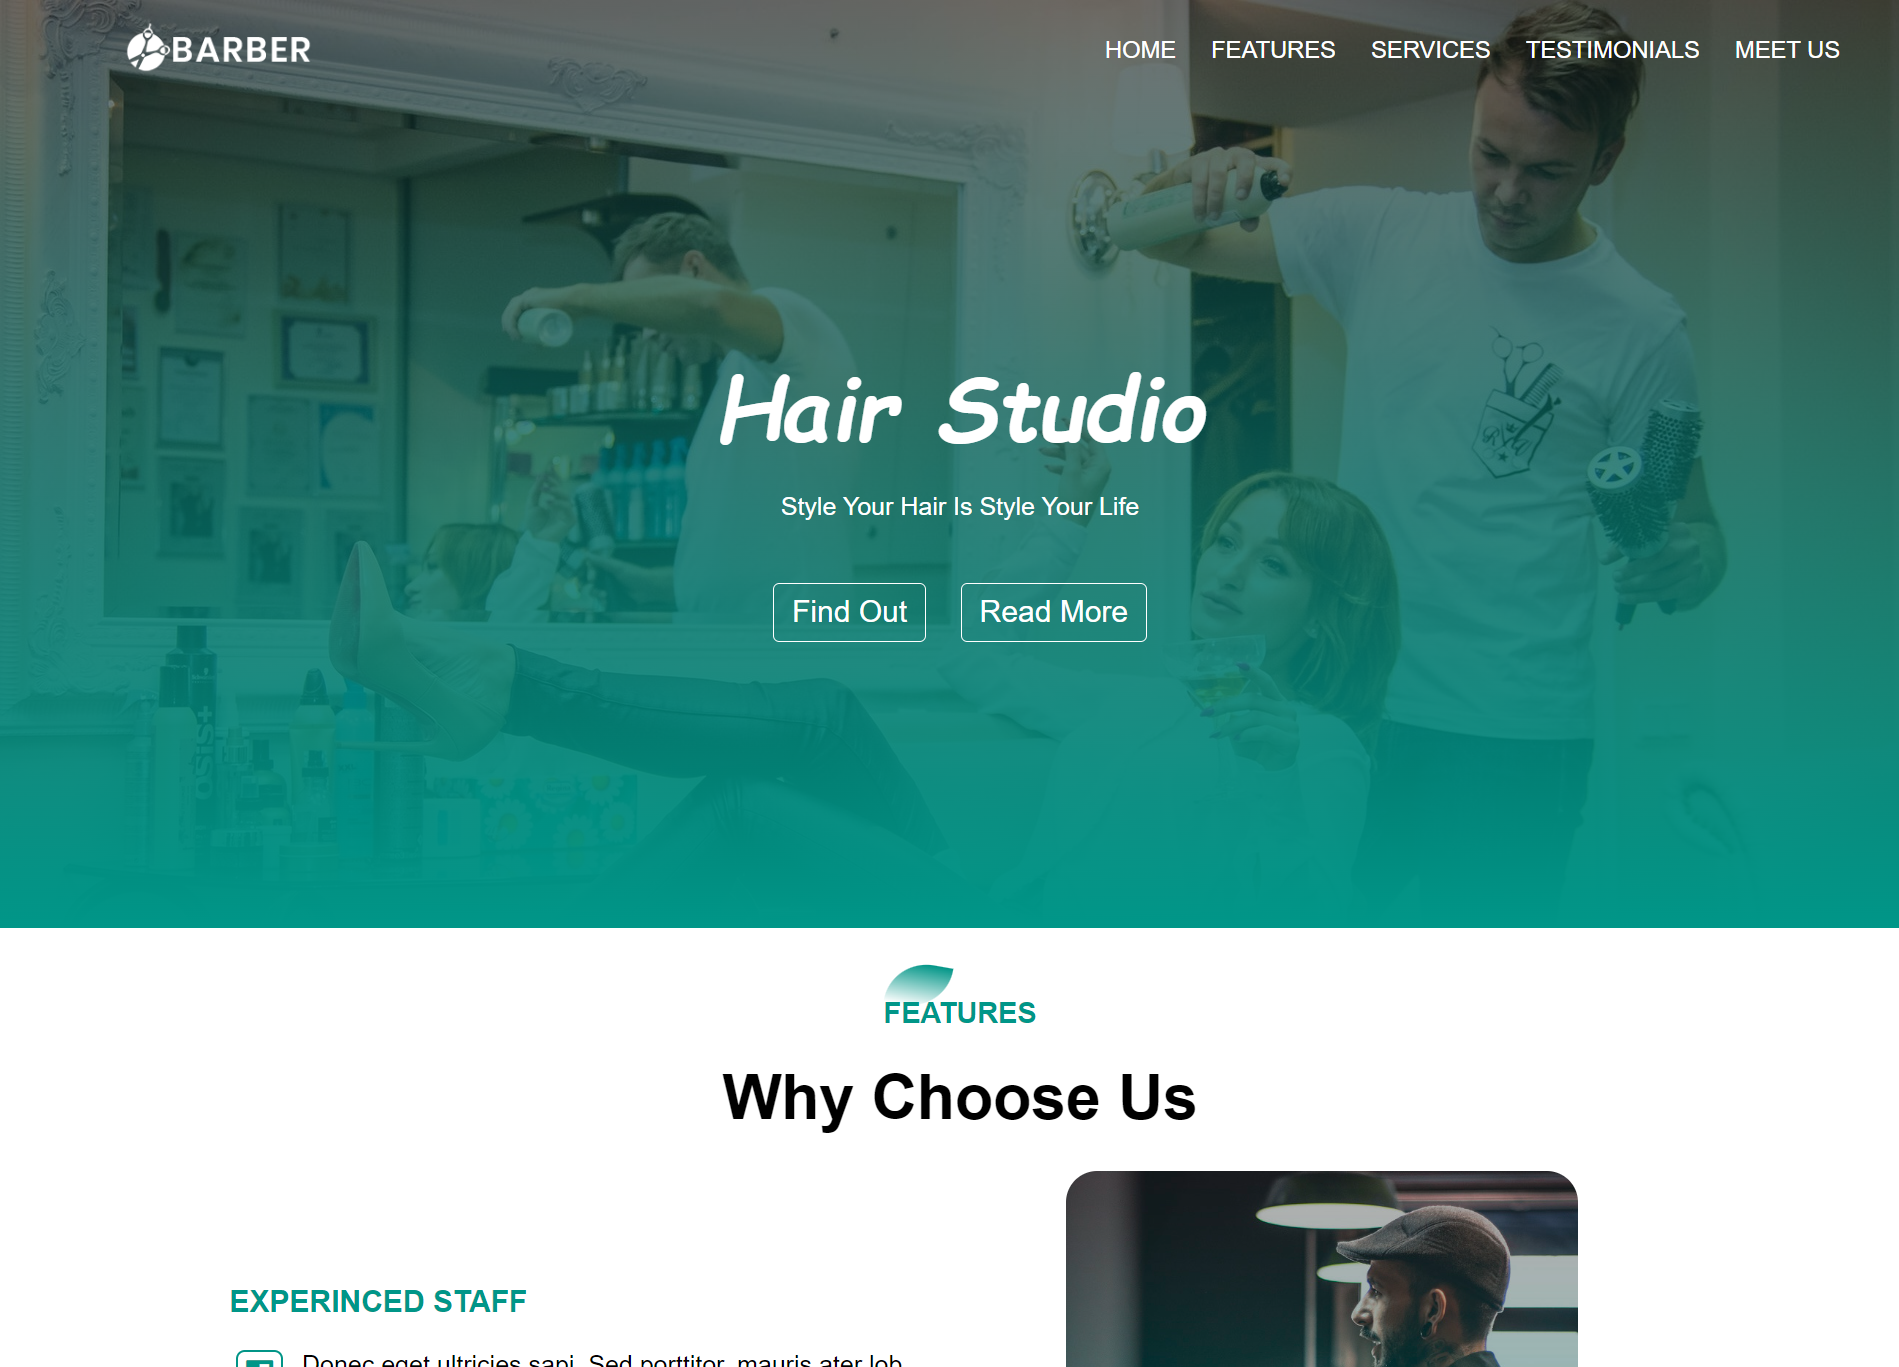 BARBER
HOME FEATURES SERVICES TESTIMONIALS MEET US
Hair Studio
Style Your Hair Is Style Your Life
Find Out Read More
OSIS+
FEATURES
Why Choose Us
EXPERINCED STAFF
Donec eget ultricies sapi. Sed porttitor, mauris ater lob